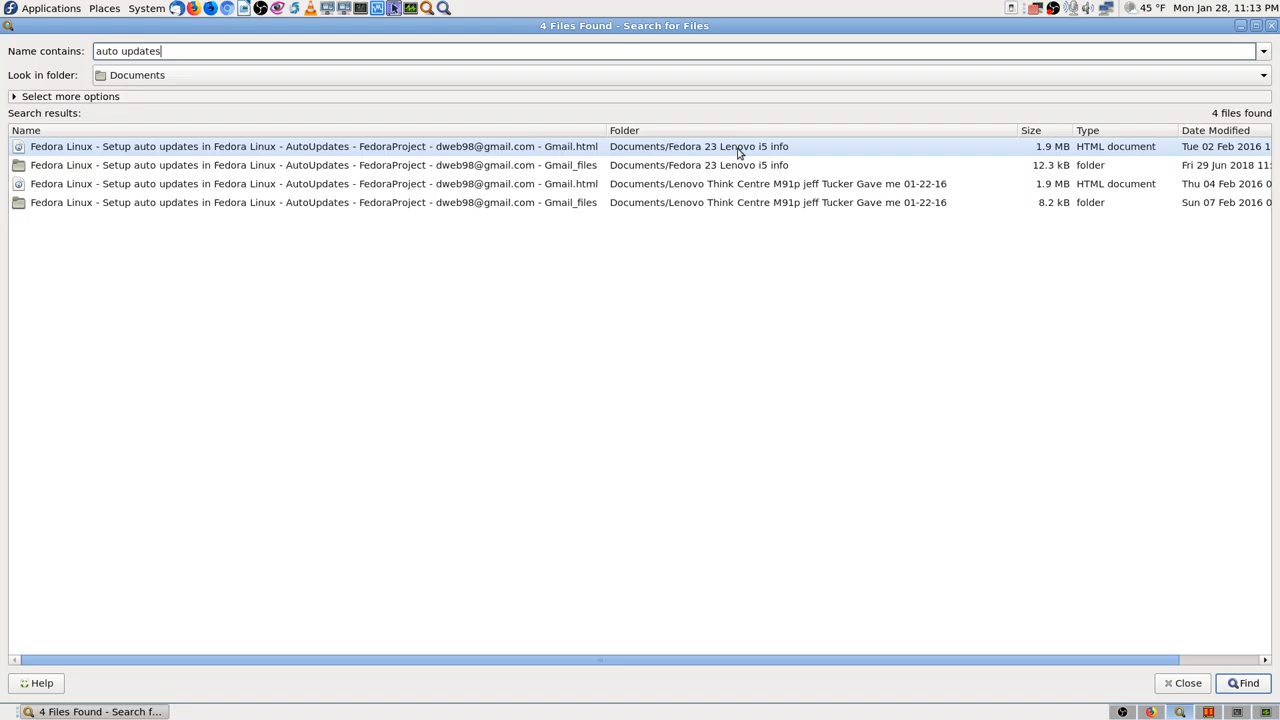 Applications Places System 45 °F Mon Jan 28, 11:13 PM
4 Files Found - Search for Files
Name contains: auto updates
Look in folder: Documents
Select more options
Search results: 4 files found
Name Folder Size Type Date Modified
Fedora Linux - Setup auto updates in Fedora Linux - AutoUpdates - FedoraProject - dweb98@gmail.com - Gmail.html Documents/Fedora 23 Lenovo i5 info 1.9 MB HTML document Tue 02 Feb 2016 1
Fedora Linux - Setup auto updates in Fedora Linux - AutoUpdates - FedoraProject - dweb98@gmail.com - Gmail_files Documents/Fedora 23 Lenovo i5 info 12.3 kB folder Fri 29 Jun 2018 11:
Fedora Linux - Setup auto updates in Fedora Linux - AutoUpdates - FedoraProject - dweb98@gmail.com - Gmail.html Documents/Lenovo Think Centre M91p jeff Tucker Gave me 01-22-16 1.9 MB HTML document Thu 04 Feb 2016 0
Fedora Linux - Setup auto updates in Fedora Linux - AutoUpdates - FedoraProject - dweb98@gmail.com - Gmail_files Documents/Lenovo Think Centre M91p jeff Tucker Gave me 01-22-16 8.2 kB folder Sun 07 Feb 2016 0
Help Close Find
4 Files Found - Search f...